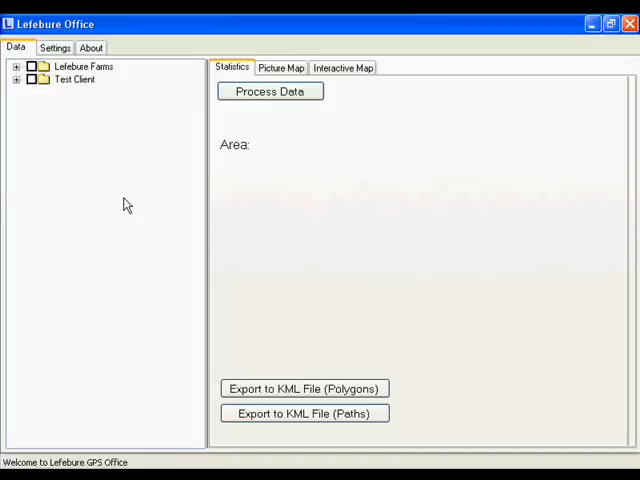 Lefebure Office
Data Settings About
Lefebure Farms
Test Client
Statistics Picture Map Interactive Map
Process Data
Area:
Export to KML File (Polygons)
Export to KML File (Paths)
Welcome to Lefebure GPS Office